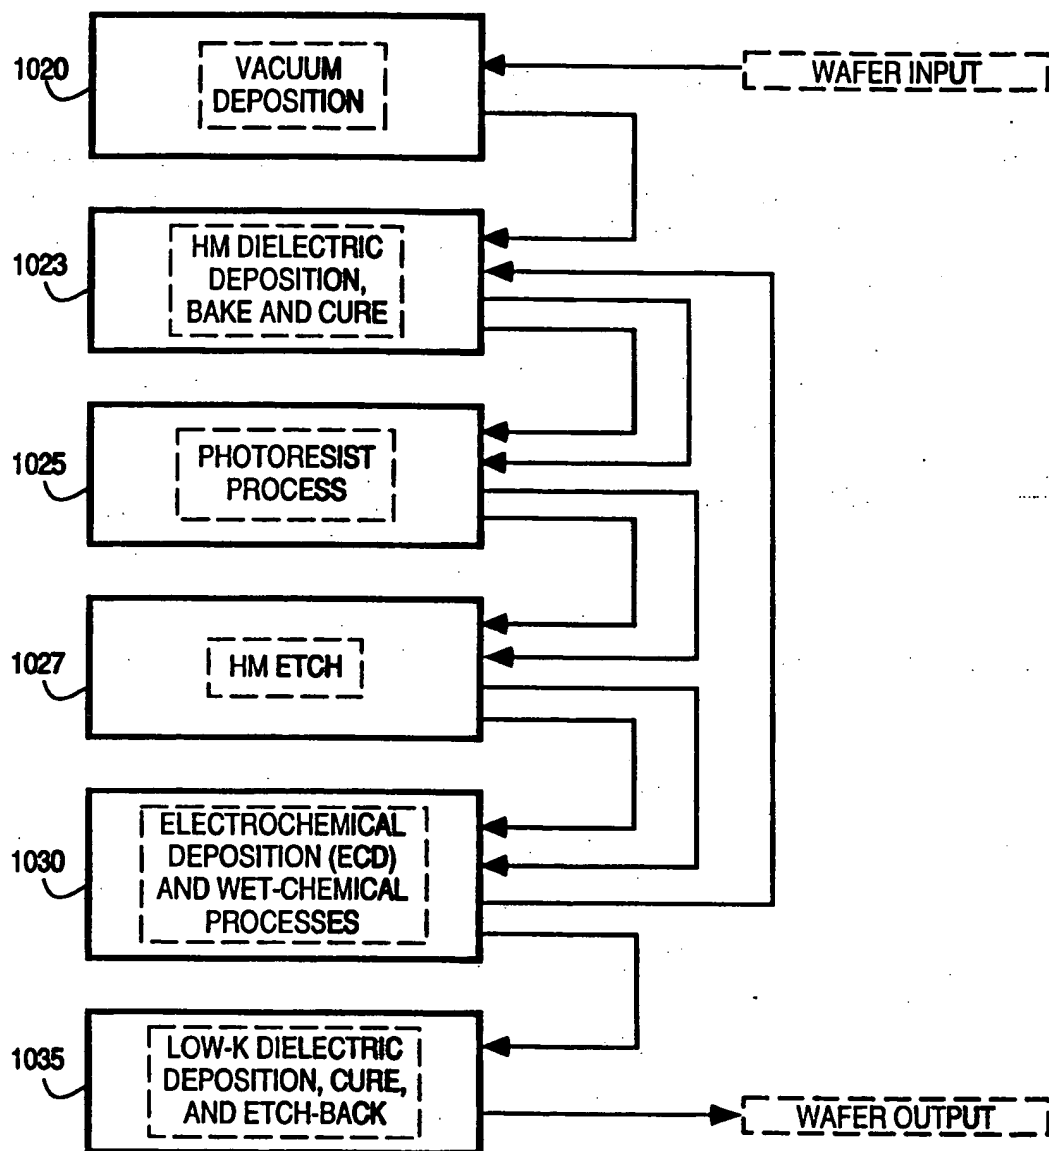 1020
VACUUM
DEPOSITION
WAFER INPUT
1023
HM DIELECTRIC
DEPOSITION,
BAKE AND CURE
1025
PHOTORESIST
PROCESS
1027
HM ETCH
1030
ELECTROCHEMICAL
DEPOSITION (ECD)
AND WET-CHEMICAL
PROCESSES
1035
LOW-K DIELECTRIC
DEPOSITION, CURE,
AND ETCH-BACK
WAFER OUTPUT